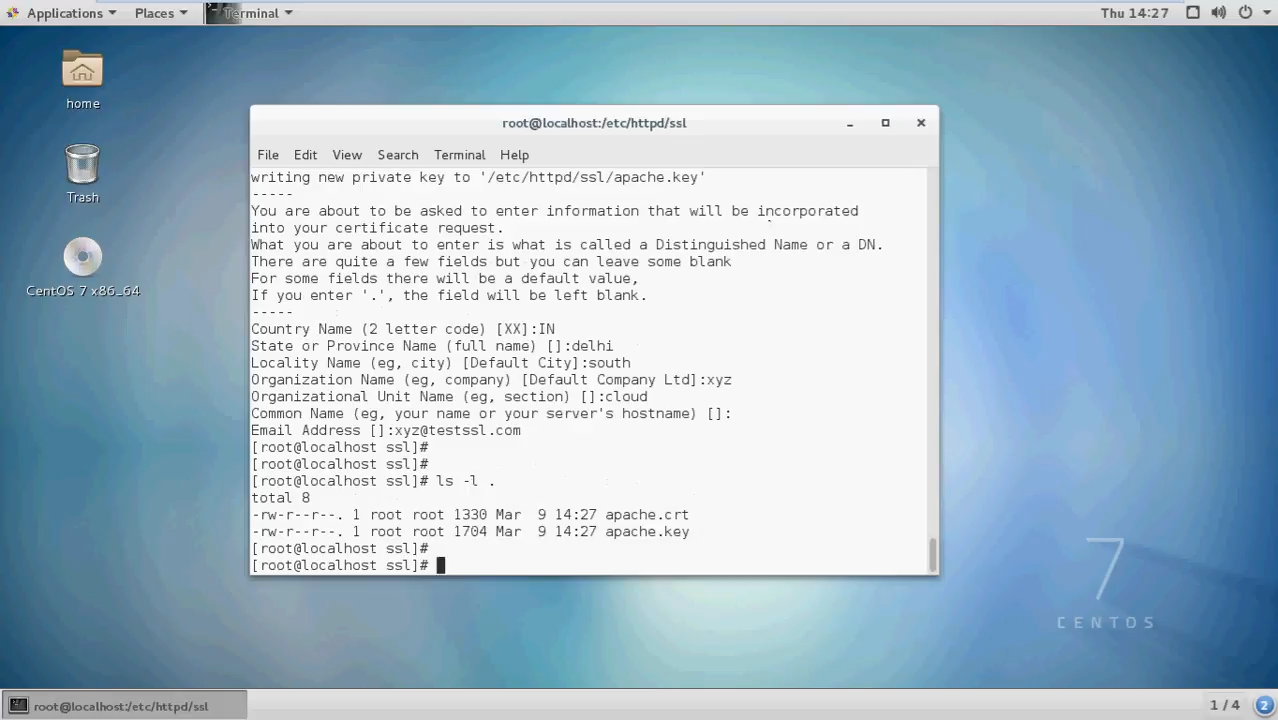 Applications Places Terminal Thu 14:27
home
Trash
CentOS 7 x86_64
root@localhost:/etc/httpd/ssl
File Edit View Search Terminal Help
writing new private key to '/etc/httpd/ssl/apache.key'
-----
You are about to be asked to enter information that will be incorporated
into your certificate request.
What you are about to enter is what is called a Distinguished Name or a DN.
There are quite a few fields but you can leave some blank
For some fields there will be a default value,
If you enter '.', the field will be left blank.
-----
Country Name (2 letter code) [XX]:IN
State or Province Name (full name) []:delhi
Locality Name (eg, city) [Default City]:south
Organization Name (eg, company) [Default Company Ltd]:xyz
Organizational Unit Name (eg, section) []:cloud
Common Name (eg, your name or your server's hostname) []:
Email Address []:xyz@testssl.com
[root@localhost ssl]#
[root@localhost ssl]#
[root@localhost ssl]# ls -l .
total 8
-rw-r--r--. 1 root root 1330 Mar  9 14:27 apache.crt
-rw-r--r--. 1 root root 1704 Mar  9 14:27 apache.key
[root@localhost ssl]#
[root@localhost ssl]#
7
CENTOS
root@localhost:/etc/httpd/ssl 1 / 4 2